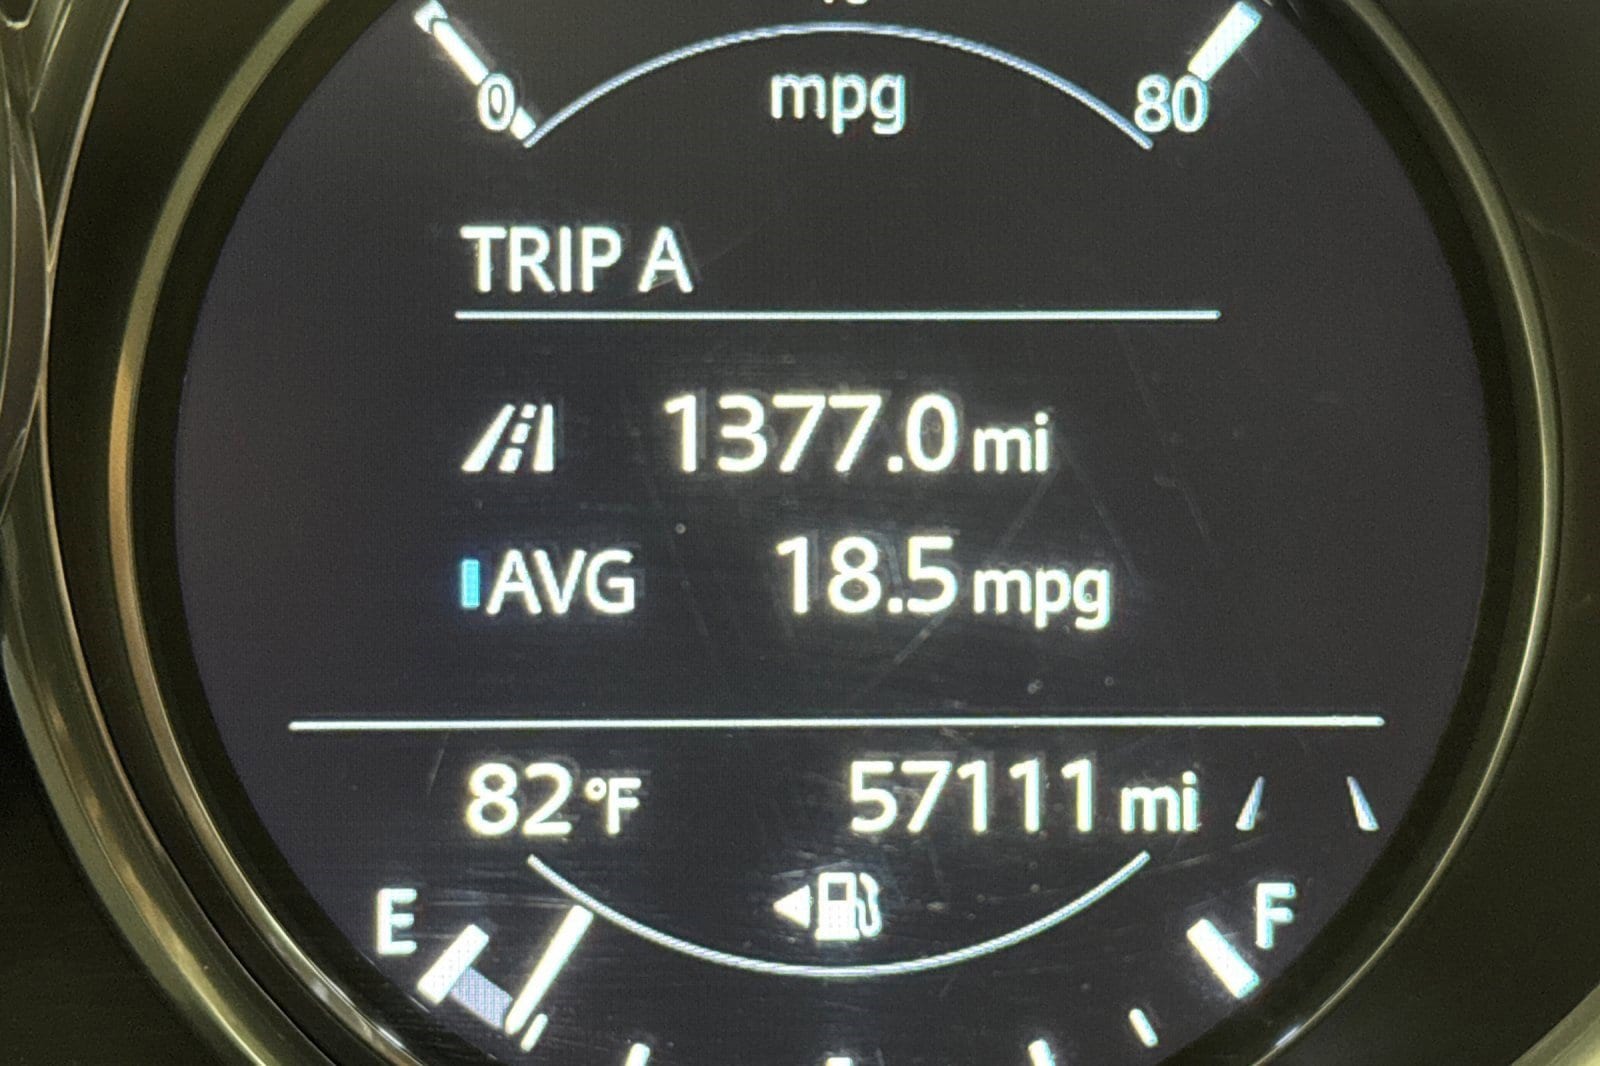 mpg
0 80
TRIP A
1377.0 mi
AVG 18.5 mpg
82 °F 57111 mi
E F